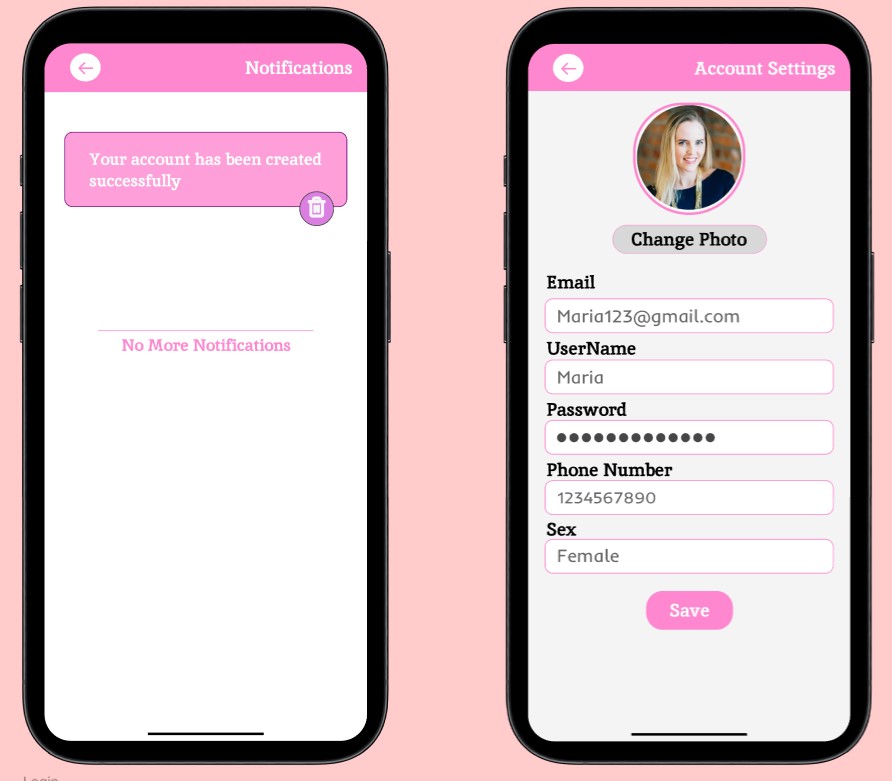 Notifications
Your account has been created
successfully
No More Notifications
Account Settings
Change Photo
Email
Maria123@gmail.com
UserName
Maria
Password
Phone Number
1234567890
Sex
Female
Save
Login